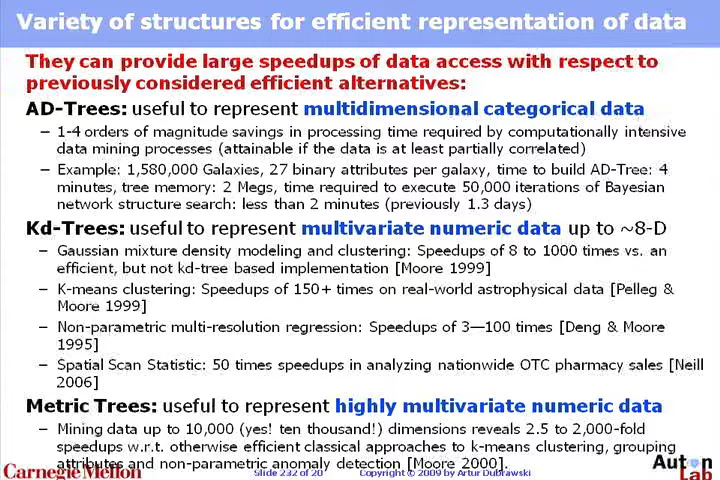 Variety of structures for efficient representation of data
They can provide large speedups of data access with respect to
previously considered efficient alternatives:
AD-Trees: useful to represent multidimensional categorical data
– 1-4 orders of magnitude savings in processing time required by computationally intensive
data mining processes (attainable if the data is at least partially correlated)
– Example: 1,580,000 Galaxies, 27 binary attributes per galaxy, time to build AD-Tree: 4
minutes, tree memory: 2 Megs, time required to execute 50,000 iterations of Bayesian
network structure search: less than 2 minutes (previously 1.3 days)
Kd-Trees: useful to represent multivariate numeric data up to ~8-D
– Gaussian mixture density modeling and clustering: Speedups of 8 to 1000 times vs. an
efficient, but not kd-tree based implementation [Moore 1999]
– K-means clustering: Speedups of 150+ times on real-world astrophysical data [Pelleg &
Moore 1999]
– Non-parametric multi-resolution regression: Speedups of 3—100 times [Deng & Moore
1995]
– Spatial Scan Statistic: 50 times speedups in analyzing nationwide OTC pharmacy sales [Neill
2006]
Metric Trees: useful to represent highly multivariate numeric data
– Mining data up to 10,000 (yes! ten thousand!) dimensions reveals 2.5 to 2,000-fold
speedups w.r.t. otherwise efficient classical approaches to k-means clustering, grouping
attributes and non-parametric anomaly detection [Moore 2000].
Carnegie Mellon
Slide 232 of 20
Copyright © 2009 by Artur Dubrawski
Auton
Lab